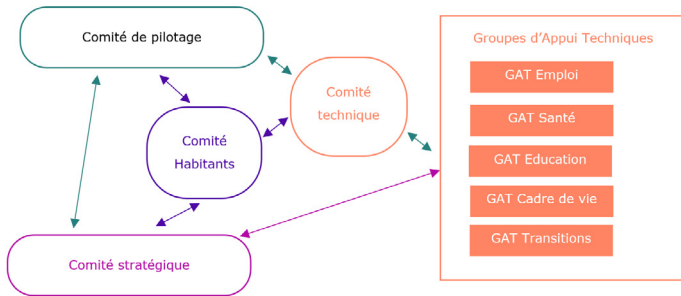 Comité de pilotage
Comité
technique
Comité
Habitants
Comité stratégique
Groupes d'Appui Techniques
GAT Emploi
GAT Santé
GAT Education
GAT Cadre de vie
GAT Transitions